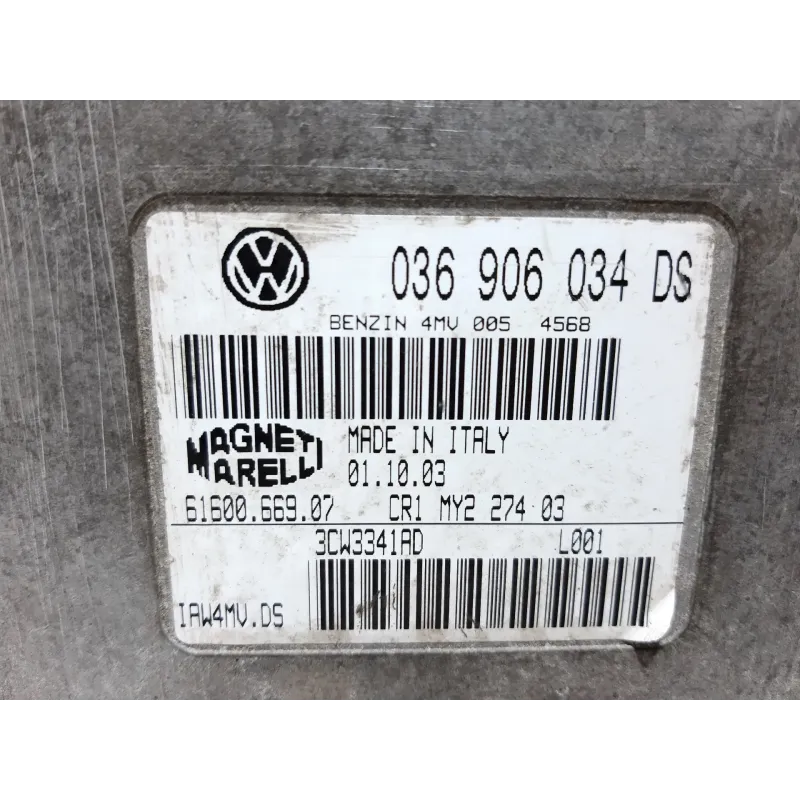 VW
036 906 034 DS
BENZIN 4MV 005 4568
MAGNETI MARELLI
MADE IN ITALY
01.10.03
61600.669.07 CR1 MY2 274 03
3CW3341AD L001
IAW4MV.DS